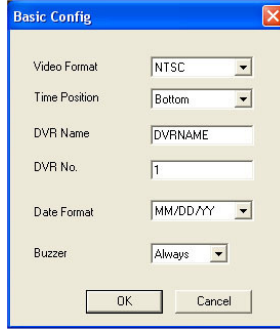 Basic Config
Video Format NTSC
Time Position Bottom
DVR Name DVRNAME
DVR No. 1
Date Format MM/DD/YY
Buzzer Always
OK Cancel